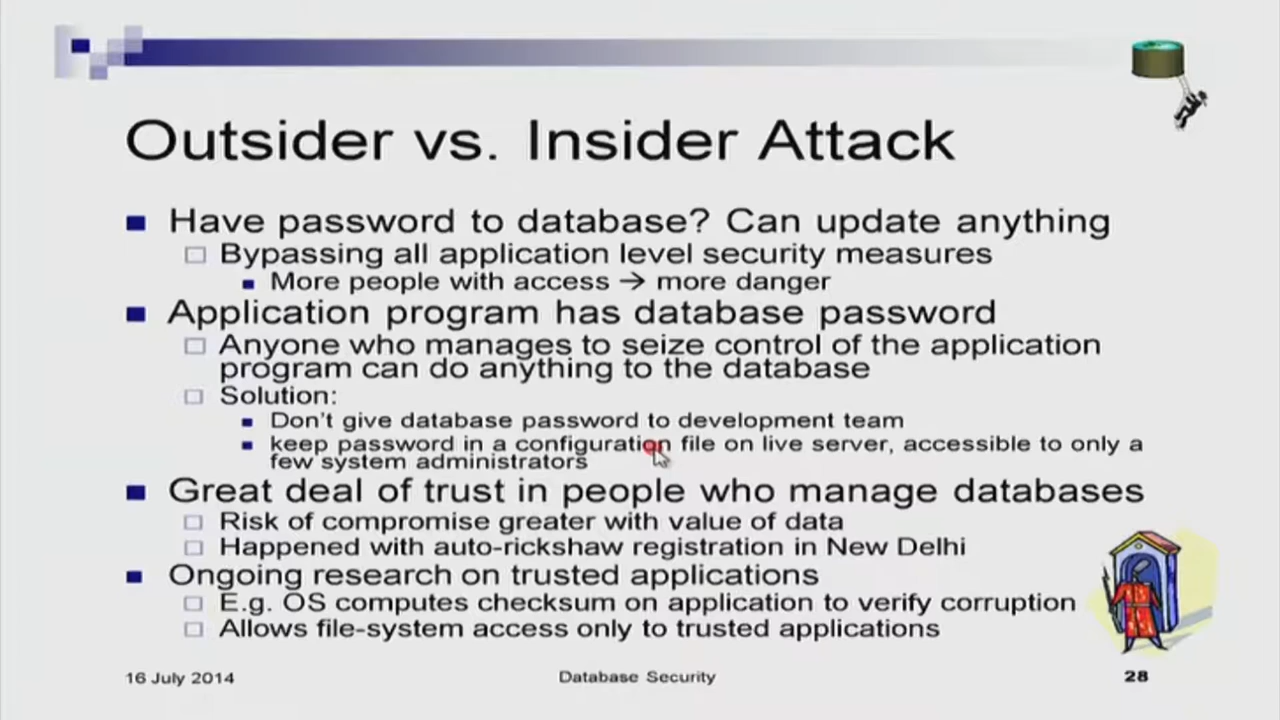 Outsider vs. Insider Attack
Have password to database? Can update anything
Bypassing all application level security measures
More people with access → more danger
Application program has database password
Anyone who manages to seize control of the application
program can do anything to the database
Solution:
Don't give database password to development team
keep password in a configuration file on live server, accessible to only a
few system administrators
Great deal of trust in people who manage databases
Risk of compromise greater with value of data
Happened with auto-rickshaw registration in New Delhi
Ongoing research on trusted applications
E.g. OS computes checksum on application to verify corruption
Allows file-system access only to trusted applications
16 July 2014
Database Security
28